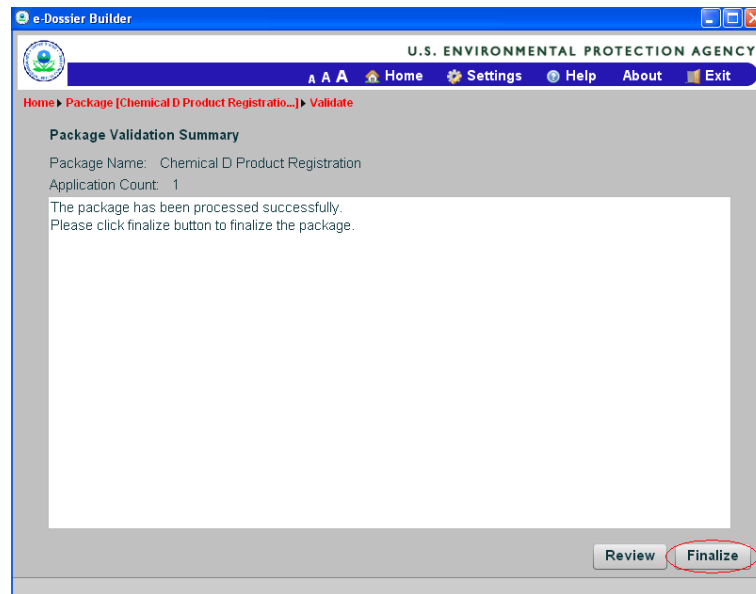 e-Dossier Builder
U.S. ENVIRONMENTAL PROTECTION AGENCY
A A A Home Settings Help About Exit
Home Package [Chemical D Product Registratio...] Validate
Package Validation Summary
Package Name: Chemical D Product Registration
Application Count: 1
The package has been processed successfully.
Please click finalize button to finalize the package.
Review Finalize